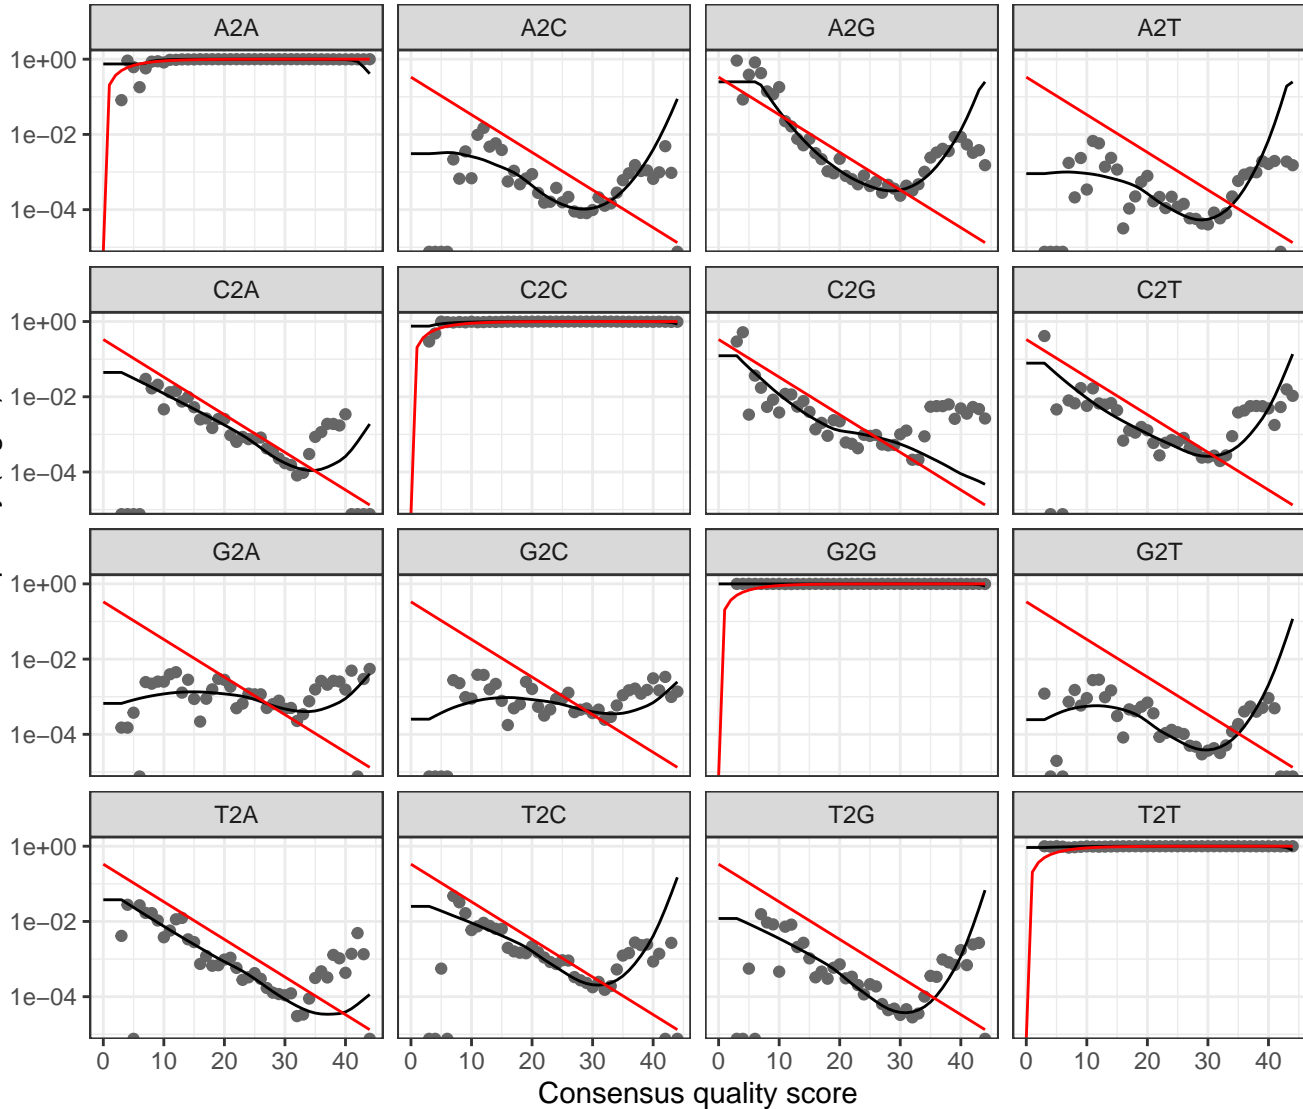 A2A A2C A2G A2T
1e+00
1e−02
1e−04
C2A C2C C2G C2T
1e+00
1e−02
1e−04
G2A G2C G2G G2T
1e+00
1e−02
1e−04
T2A T2C T2G T2T
1e+00
1e−02
1e−04
0 10 20 30 40 0 10 20 30 40 0 10 20 30 40 0 10 20 30 40
Consensus quality score